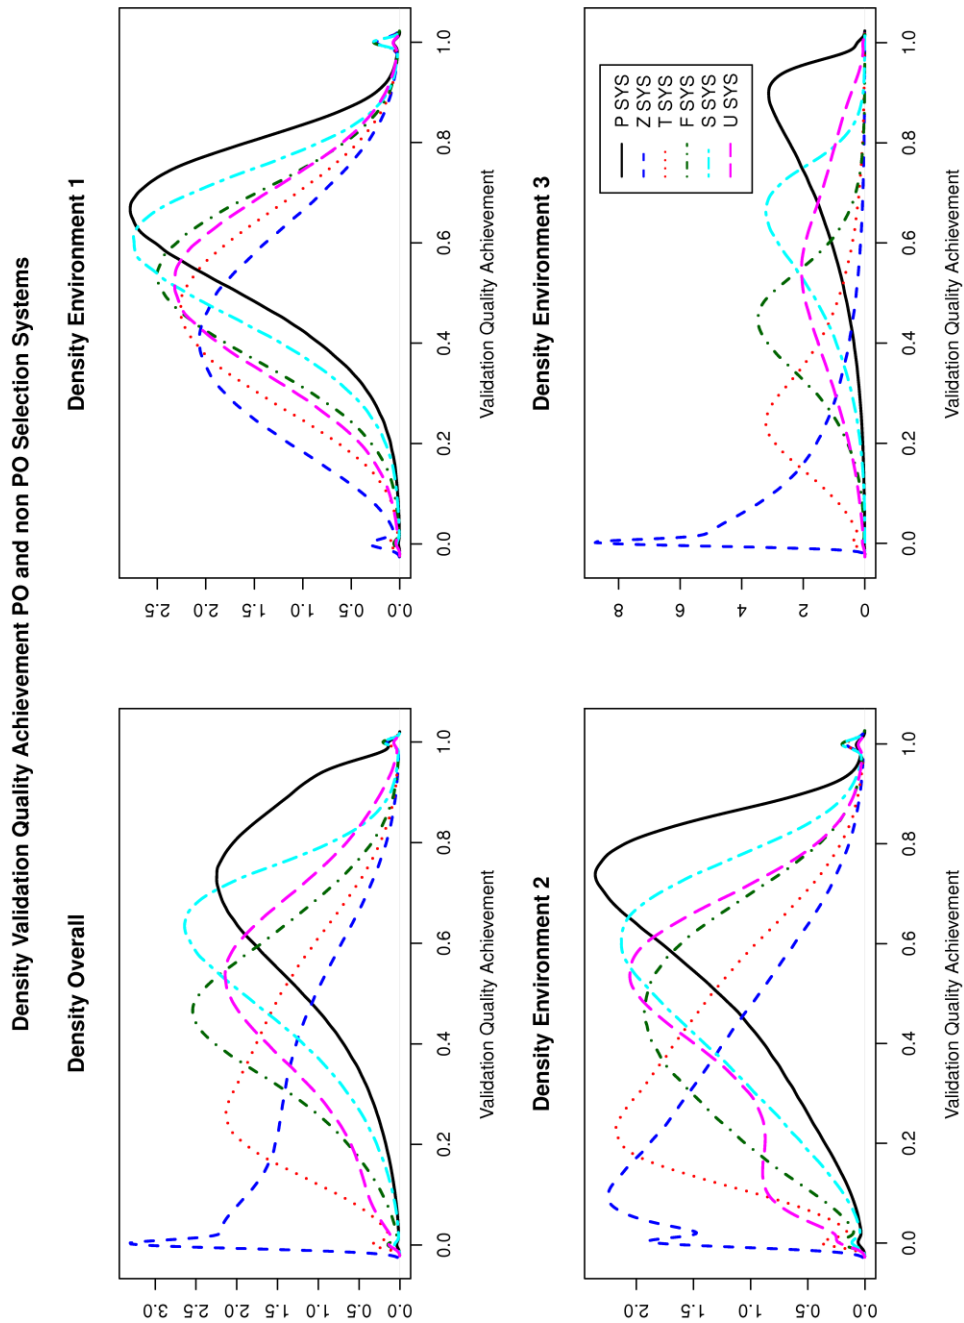 Density Validation Quality Achievement PO and non PO Selection Systems
Density Overall
3.0
2.5
2.0
1.5
1.0
0.5
0.0
0.0 0.2 0.4 0.6 0.8 1.0
Validation Quality Achievement
Density Environment 1
2.5
2.0
1.5
1.0
0.5
0.0
0.0 0.2 0.4 0.6 0.8 1.0
Validation Quality Achievement
Density Environment 2
2.0
1.5
1.0
0.5
0.0
0.0 0.2 0.4 0.6 0.8 1.0
Validation Quality Achievement
Density Environment 3
8
6
4
2
0
0.0 0.2 0.4 0.6 0.8 1.0
Validation Quality Achievement
P SYS
Z SYS
T SYS
F SYS
S SYS
U SYS